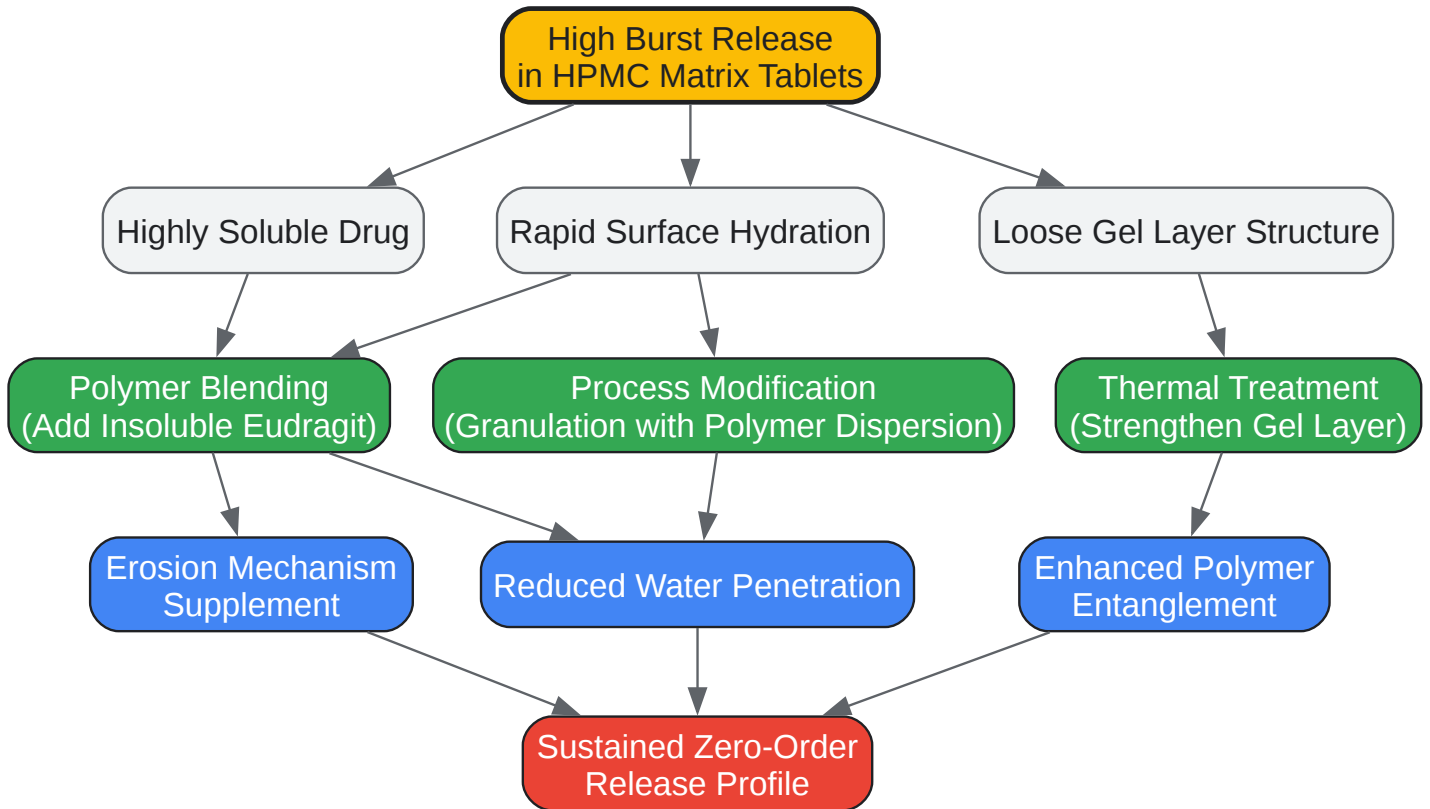 High Burst Release
in HPMC Matrix Tablets
Highly Soluble Drug
Rapid Surface Hydration
Loose Gel Layer Structure
Polymer Blending
(Add Insoluble Eudragit)
Process Modification
(Granulation with Polymer Dispersion)
Thermal Treatment
(Strengthen Gel Layer)
Erosion Mechanism
Supplement
Reduced Water Penetration
Enhanced Polymer
Entanglement
Sustained Zero-Order
Release Profile